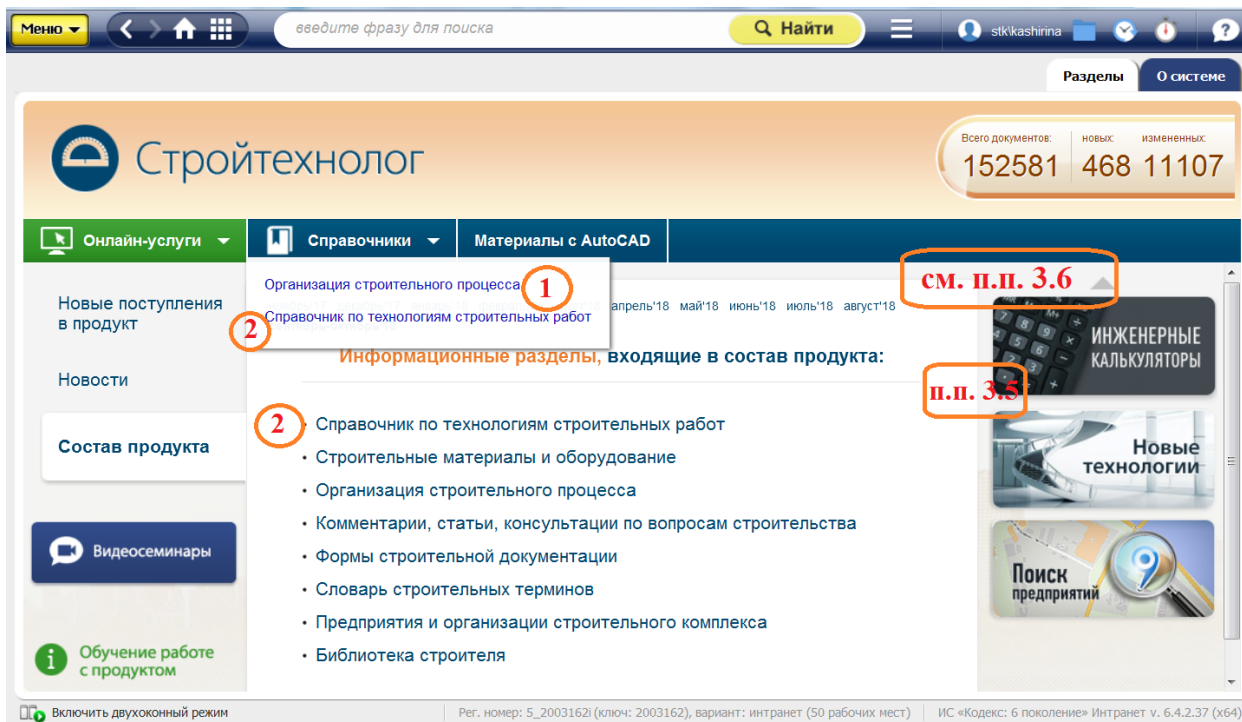 Меню
введите фразу для поиска
Найти
stk\kashirina
?
Разделы
О системе
Стройтехнолог
Всего документов: новых: измененных:
152581 468 11107
Онлайн-услуги
Справочники
Материалы с AutoCAD
Организация строительного процесса
1
Справочник по технологиям строительных работ
2
апрель'18 май'18 июнь'18 июль'18 август'18
см. п.п. 3.6
Новые поступления
в продукт
Новости
Состав продукта
Видеосеминары
Обучение работе
с продуктом
Информационные разделы, входящие в состав продукта:
2
• Справочник по технологиям строительных работ
• Строительные материалы и оборудование
• Организация строительного процесса
• Комментарии, статьи, консультации по вопросам строительства
• Формы строительной документации
• Словарь строительных терминов
• Предприятия и организации строительного комплекса
• Библиотека строителя
ИНЖЕНЕРНЫЕ
КАЛЬКУЛЯТОРЫ
п.п. 3.5
Новые
технологии
Поиск
предприятий
Включить двухоконный режим
Рег. номер: 5_2003162i (ключ: 2003162), вариант: интранет (50 рабочих мест)
ИС «Кодекс: 6 поколение» Интранет v. 6.4.2.37 (x64)